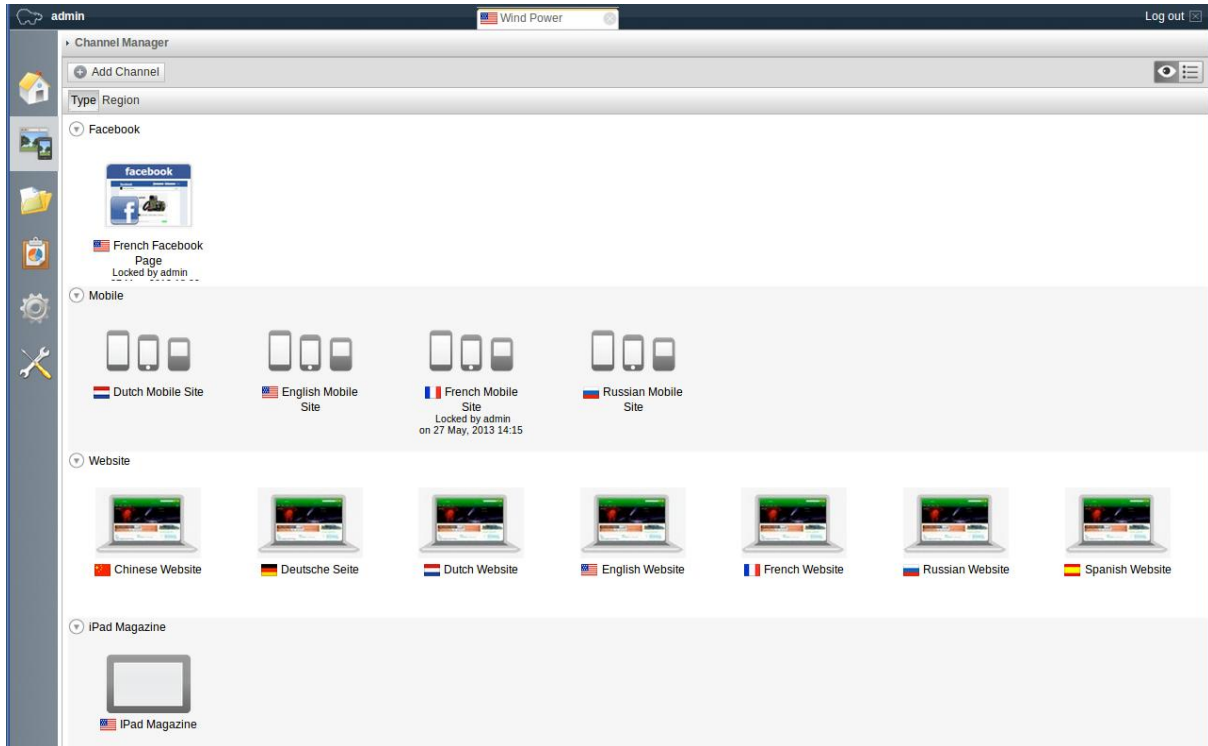 admin
Wind Power
Log out
Channel Manager
Add Channel
Type Region
Facebook
facebook
French Facebook
Page
Locked by admin
Mobile
Dutch Mobile Site
English Mobile
Site
French Mobile
Site
Locked by admin
on 27 May, 2013 14:15
Russian Mobile
Site
Website
Chinese Website
Deutsche Seite
Dutch Website
English Website
French Website
Russian Website
Spanish Website
iPad Magazine
IPad Magazine